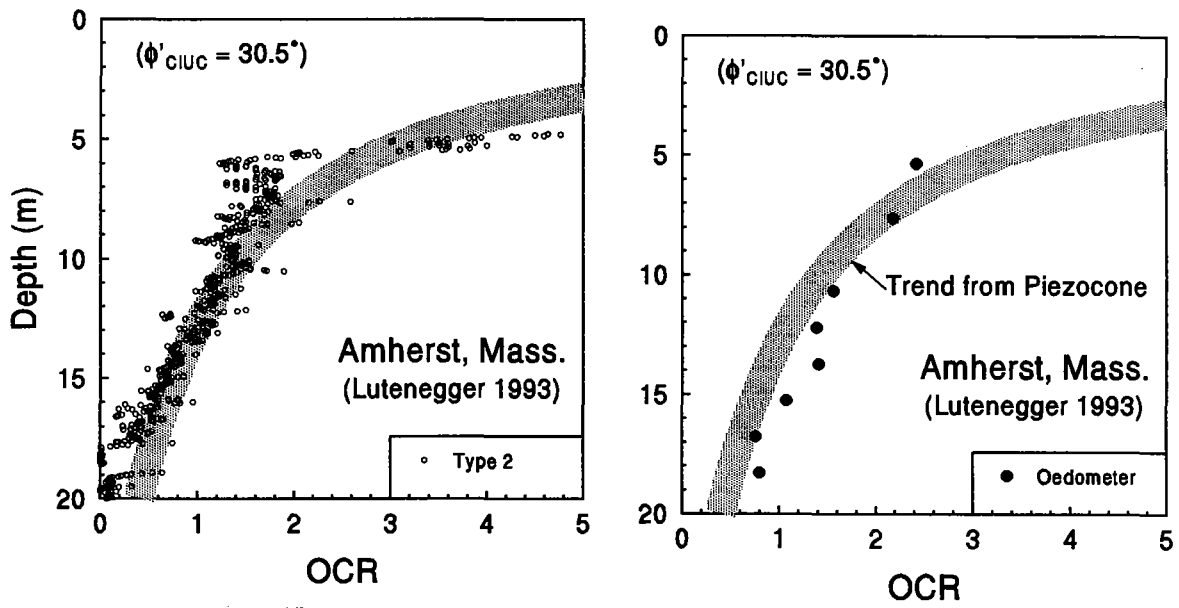 0
5
10
15
20
Depth (m)
(ϕ'CIUC = 30.5°)
Amherst, Mass.
(Lutenegger 1993)
Type 2
0 1 2 3 4 5
OCR
0
5
10
15
20
(ϕ'CIUC = 30.5°)
Trend from Piezocone
Amherst, Mass.
(Lutenegger 1993)
Oedometer
0 1 2 3 4 5
OCR